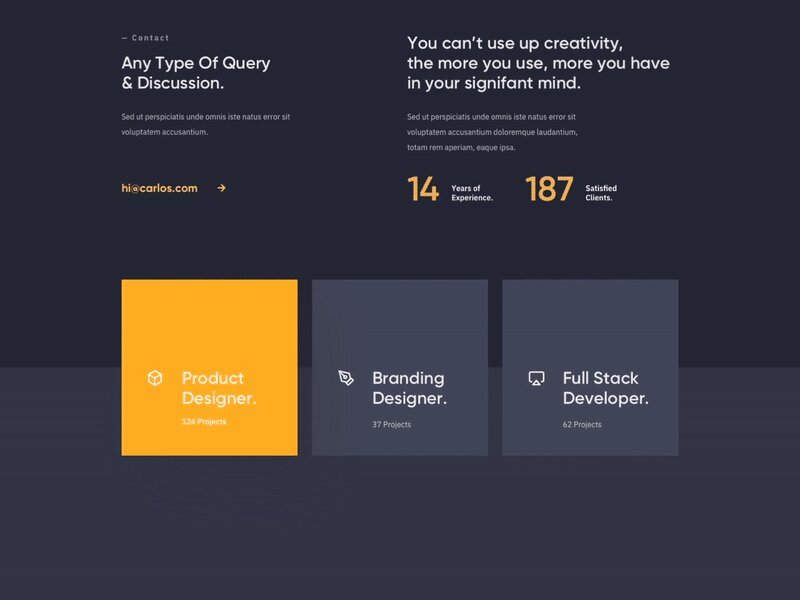 — Contact
Any Type Of Query
& Discussion.
Sed ut perspiciatis unde omnis iste natus error sit
voluptatem accusantium.
hi@carlos.com
You can’t use up creativity,
the more you use, more you have
in your signifant mind.
Sed ut perspiciatis unde omnis iste natus error sit
voluptatem accusantium doloremque laudantium,
totam rem aperiam, eaque ipsa.
14
Years of
Experience.
187
Satisfied
Clients.
Product
Designer.
Projects
Branding
Designer.
37 Projects
Full Stack
Developer.
62 Projects